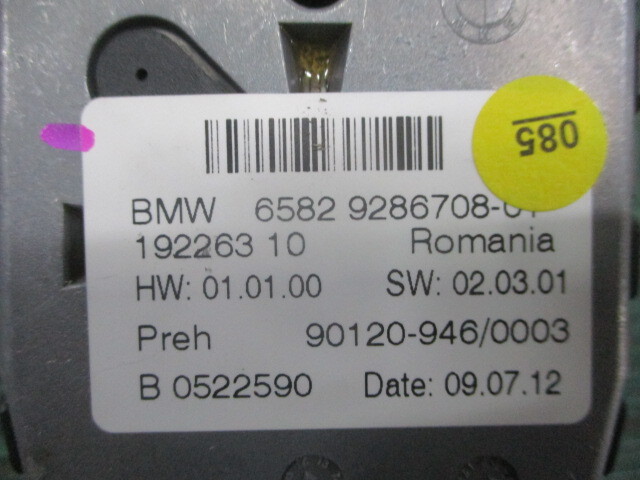 085
BMW 6582 9286708-01
192263 10 Romania
HW: 01.01.00 SW: 02.03.01
Preh 90120-946/0003
B 0522590 Date: 09.07.12